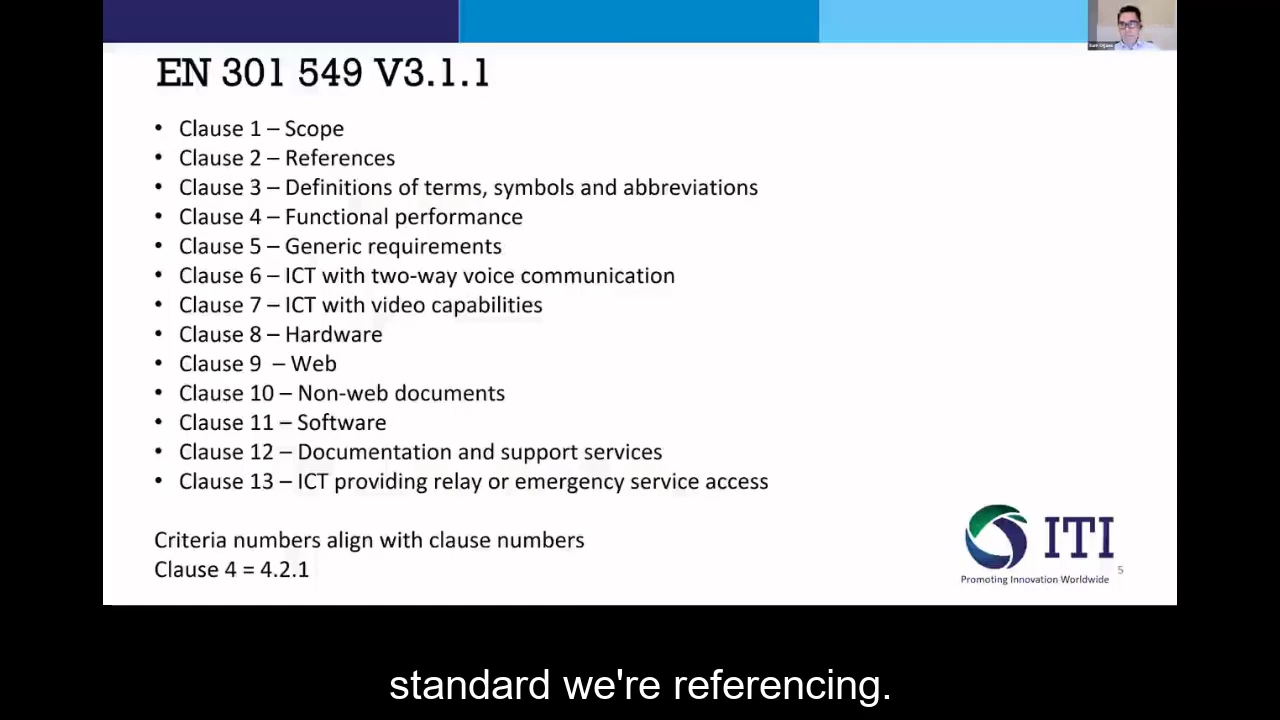 EN 301 549 V3.1.1
• Clause 1 – Scope
• Clause 2 – References
• Clause 3 – Definitions of terms, symbols and abbreviations
• Clause 4 – Functional performance
• Clause 5 – Generic requirements
• Clause 6 – ICT with two-way voice communication
• Clause 7 – ICT with video capabilities
• Clause 8 – Hardware
• Clause 9  – Web
• Clause 10 – Non-web documents
• Clause 11 – Software
• Clause 12 – Documentation and support services
• Clause 13 – ICT providing relay or emergency service access
Criteria numbers align with clause numbers
Clause 4 = 4.2.1
ITI
Promoting Innovation Worldwide
5
standard we're referencing.